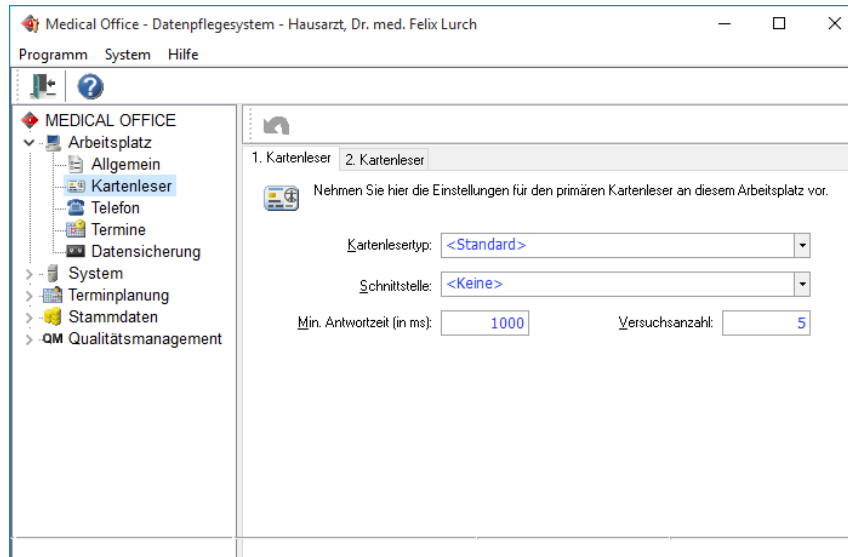 Medical Office - Datenpflegesystem - Hausarzt, Dr. med. Felix Lurch
Programm System Hilfe
MEDICAL OFFICE
Arbeitsplatz
Allgemein
Kartenleser
Telefon
Termine
Datensicherung
System
Terminplanung
Stammdaten
QM Qualitätsmanagement
1. Kartenleser 2. Kartenleser
Nehmen Sie hier die Einstellungen für den primären Kartenleser an diesem Arbeitsplatz vor.
Kartenlesertyp: <Standard>
Schnittstelle: <Keine>
Min. Antwortzeit (in ms): 1000 Versuchsanzahl: 5